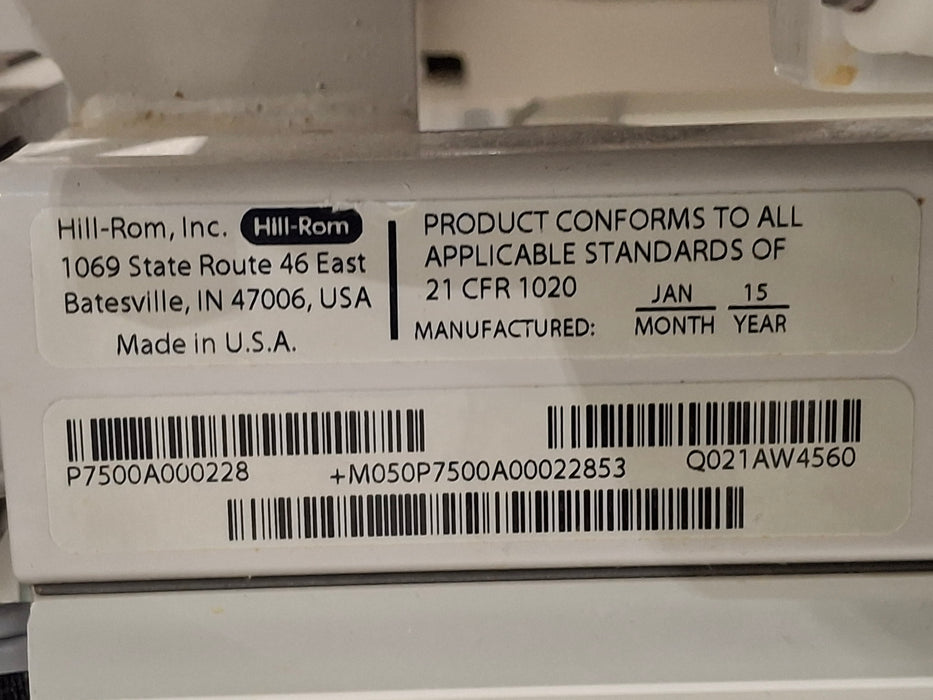 Hill-Rom, Inc. Hill-Rom
1069 State Route 46 East
Batesville, IN 47006, USA
Made in U.S.A.
PRODUCT CONFORMS TO ALL
APPLICABLE STANDARDS OF
21 CFR 1020
JAN 15
MANUFACTURED: MONTH YEAR
P7500A000228 +M050P7500A00022853 Q021AW4560